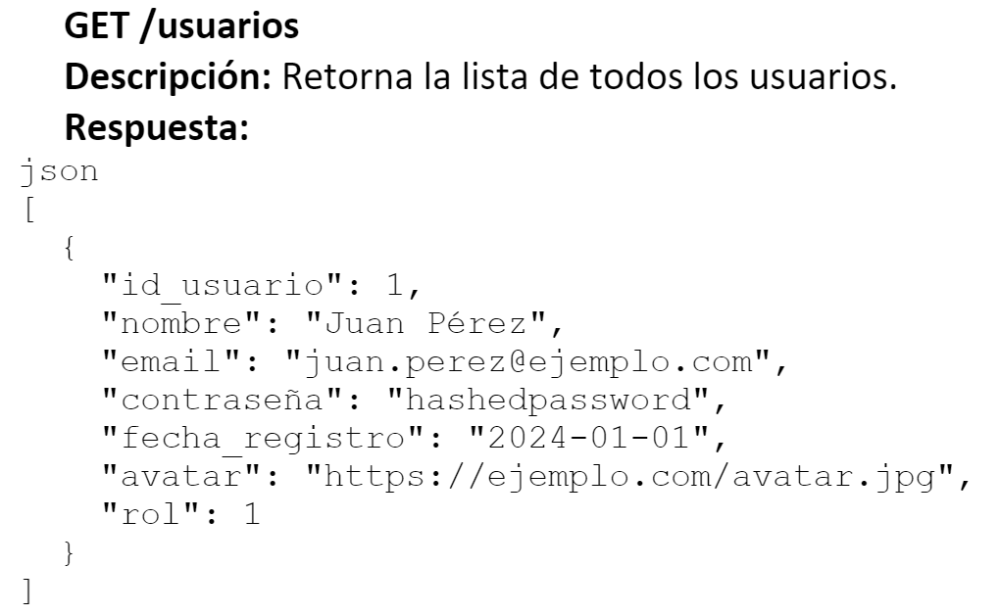 GET /usuarios
Descripción: Retorna la lista de todos los usuarios.
Respuesta:
json
[
{
"id_usuario": 1,
"nombre": "Juan Pérez",
"email": "juan.perez@ejemplo.com",
"contraseña": "hashedpassword",
"fecha_registro": "2024-01-01",
"avatar": "https://ejemplo.com/avatar.jpg",
"rol": 1
}
]